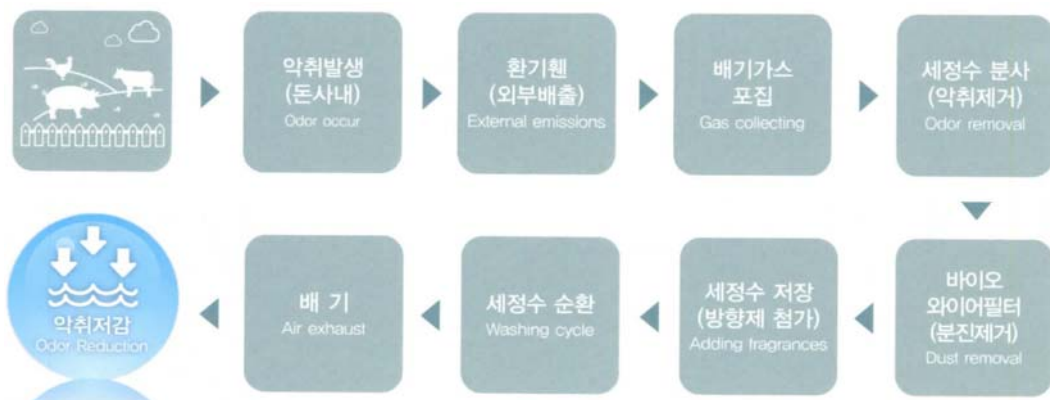 악취발생
(돈사내)
Odor occur
환기휀
(외부배출)
External emissions
배기가스
포집
Gas collecting
세정수 분사
(악취제거)
Odor removal
바이오
와이어필터
(분진제거)
Dust removal
세정수 저장
(방향제 첨가)
Adding fragrances
세정수 순환
Washing cycle
배 기
Air exhaust
악취저감
Odor Reduction